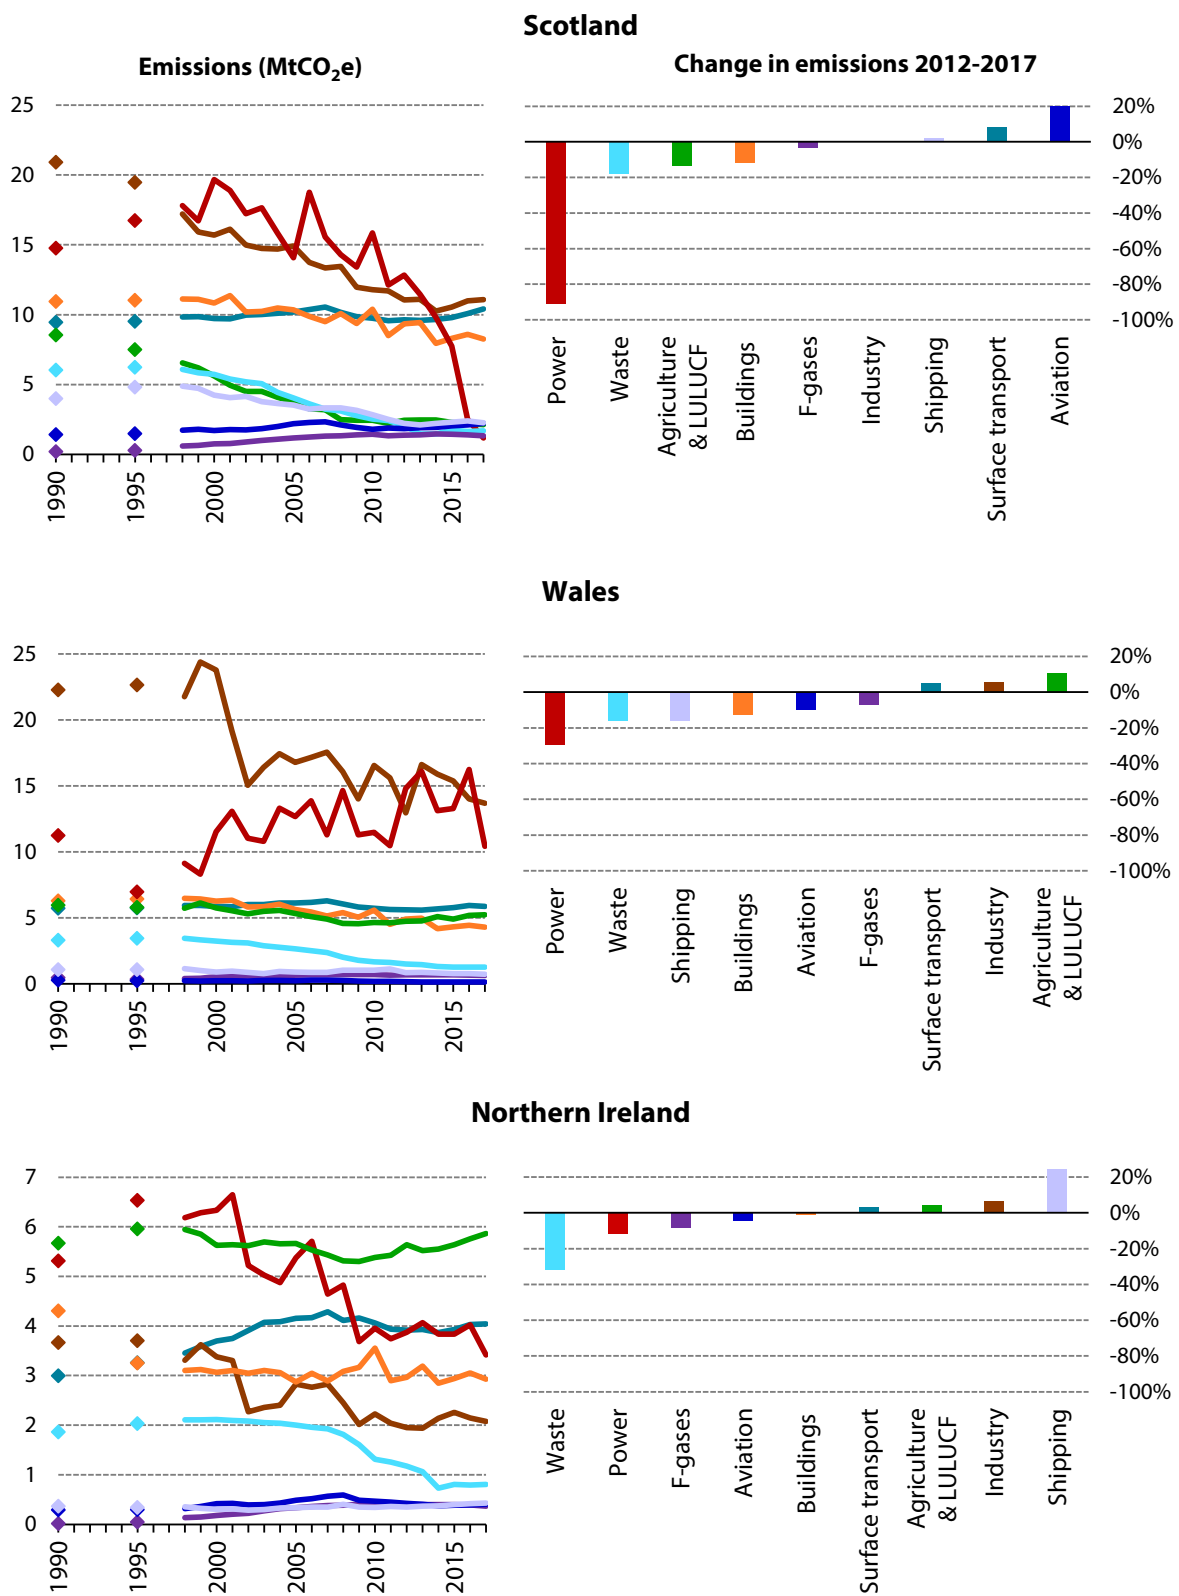 Scotland
Emissions (MtCO₂e)
Change in emissions 2012-2017
25
20
15
10
5
0
1990
1995
2000
2005
2010
2015
20%
0%
-20%
-40%
-60%
-80%
-100%
Power
Waste
Agriculture
& LULUCF
Buildings
F-gases
Industry
Shipping
Surface transport
Aviation
Wales
25
20
15
10
5
0
1990
1995
2000
2005
2010
2015
20%
0%
-20%
-40%
-60%
-80%
-100%
Power
Waste
Shipping
Buildings
Aviation
F-gases
Surface transport
Industry
Agriculture
& LULUCF
Northern Ireland
7
6
5
4
3
2
1
0
1990
1995
2000
2005
2010
2015
20%
0%
-20%
-40%
-60%
-80%
-100%
Waste
Power
F-gases
Aviation
Buildings
Surface transport
Agriculture
& LULUCF
Industry
Shipping